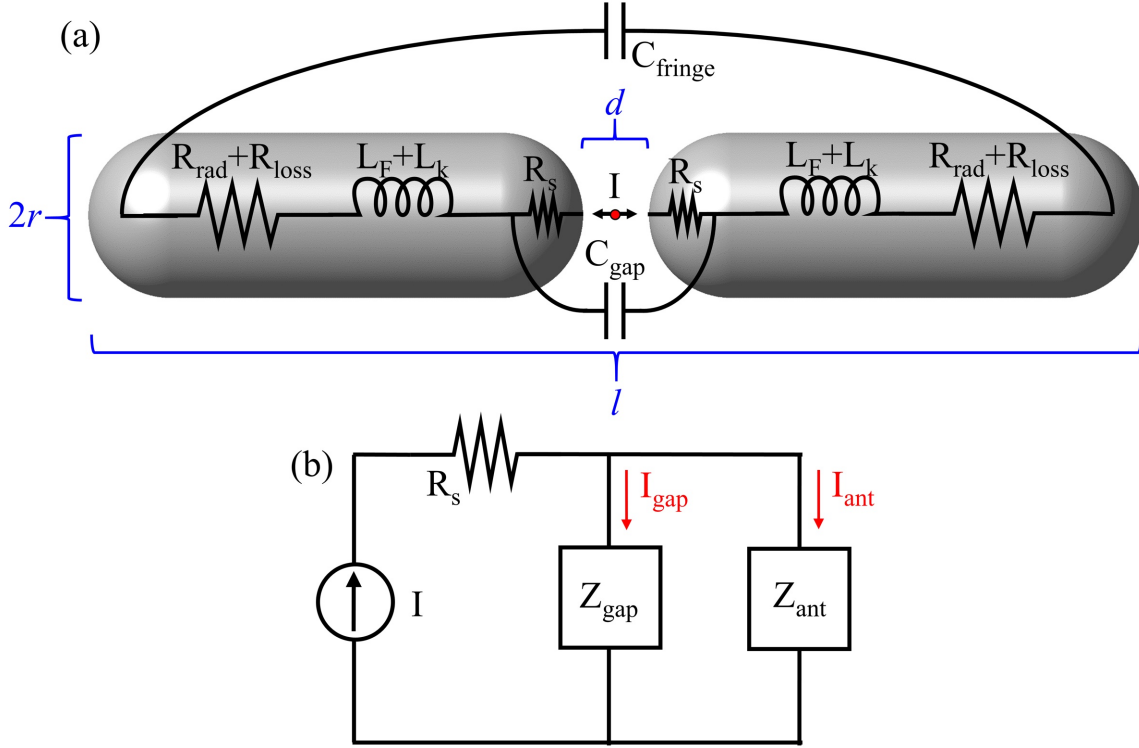 (a)
C_fringe
d
R_rad+R_loss L_F+L_k R_s I R_s L_F+L_k R_rad+R_loss
2r
C_gap
l
(b)
R_s I_gap I_ant
I Z_gap Z_ant